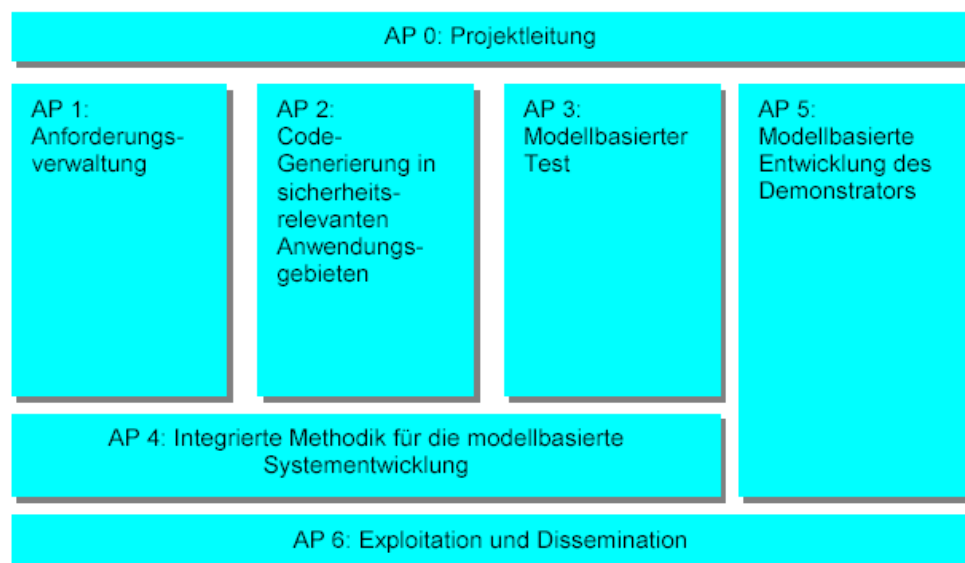 AP 0: Projektleitung
AP 1:
Anforderungs-
verwaltung
AP 2:
Code-
Generierung in
sicherheits-
relevanten
Anwendungs-
gebieten
AP 3:
Modellbasierter
Test
AP 5:
Modellbasierte
Entwicklung des
Demonstrators
AP 4: Integrierte Methodik für die modellbasierte
Systementwicklung
AP 6: Exploitation und Dissemination